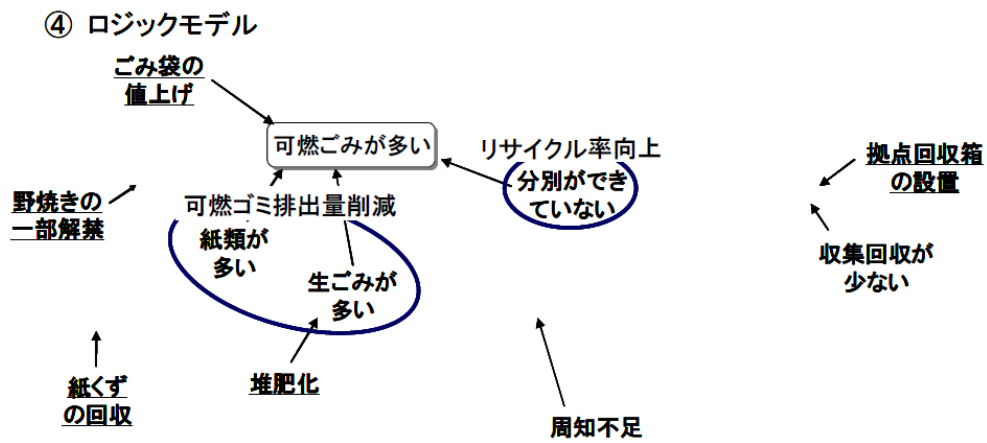 ④ ロジックモデル
ごみ袋の
値上げ
可燃ごみが多い
リサイクル率向上
分別ができ
ていない
拠点回収箱
の設置
野焼きの
一部解禁
可燃ゴミ排出量削減
紙類が
多い
収集回収が
少ない
生ごみが
多い
堆肥化
紙くず
の回収
周知不足